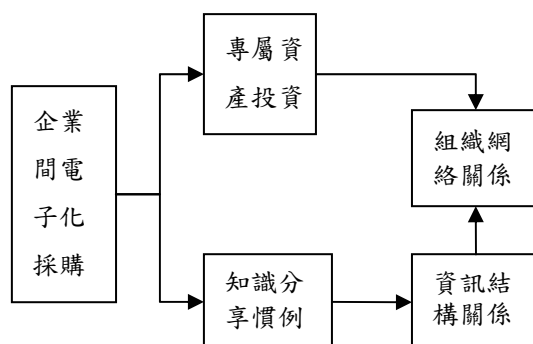 企業
間電
子化
採購
專屬資
產投資
組織網
絡關係
知識分
享慣例
資訊結
構關係